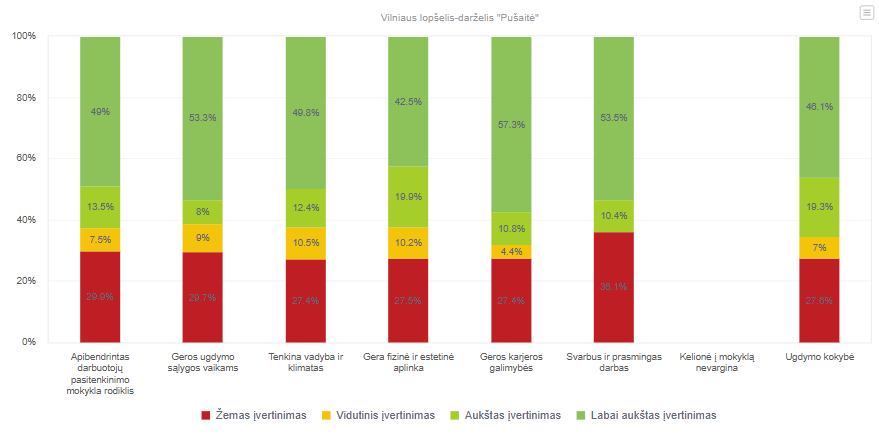 Vilniaus lopšelis-darželis "Pušaitė"
100%
80%
60%
40%
20%
0%
49%
13.5%
7.5%
29.9%
53.3%
8%
9%
29.7%
49.8%
12.4%
10.5%
27.4%
42.5%
19.9%
10.2%
27.5%
57.3%
10.8%
4.4%
27.4%
53.5%
10.4%
36.1%
46.1%
19.3%
7%
27.6%
Apibendrintas
darbuotojų
pasitenkinimo
mokykla rodiklis
Geros ugdymo
sąlygos vaikams
Tenkina vadyba ir
klimatas
Gera fizinė ir estetinė
aplinka
Geros karjeros
galimybės
Svarbus ir prasmingas
darbas
Kelionė į mokyklą
nevargina
Ugdymo kokybė
Žemas įvertinimas
Vidutinis įvertinimas
Aukštas įvertinimas
Labai aukštas įvertinimas